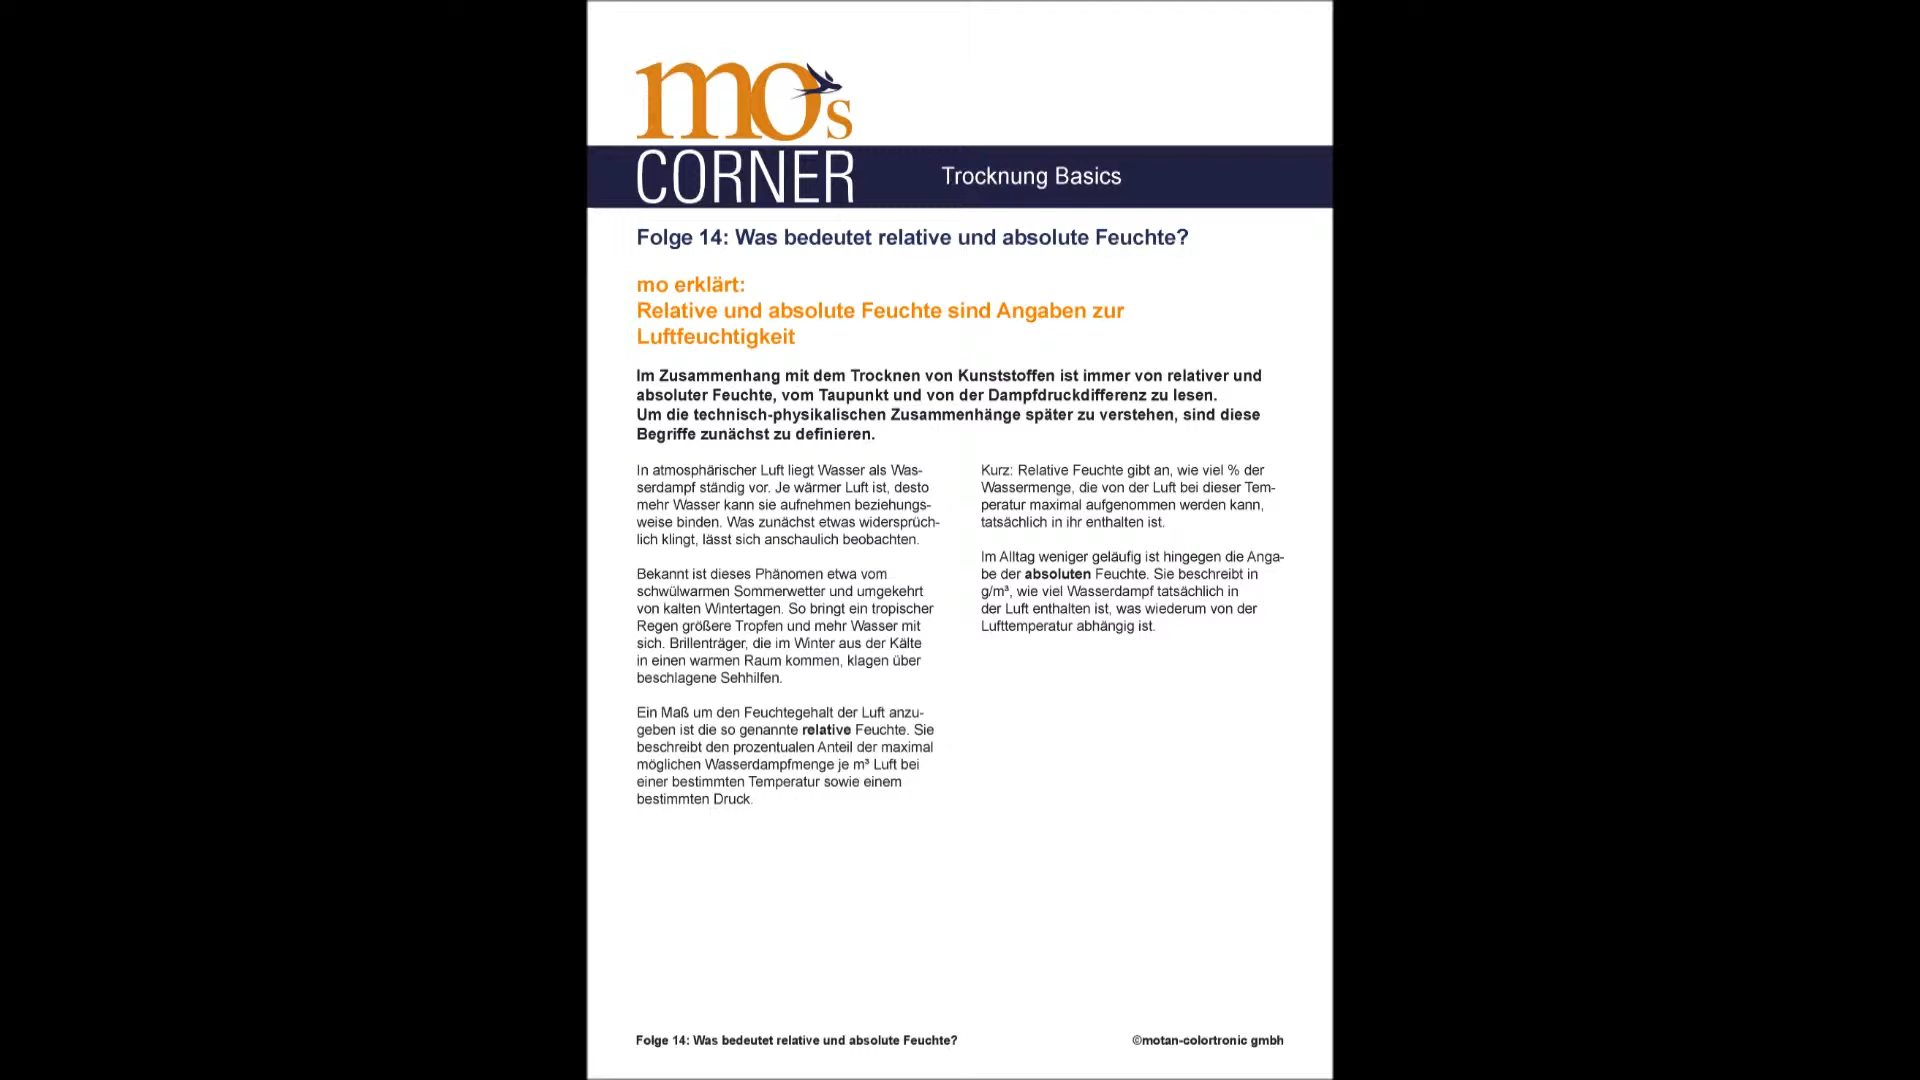 mo's
CORNER
Trocknung Basics
Folge 14: Was bedeutet relative und absolute Feuchte?
mo erklärt:
Relative und absolute Feuchte sind Angaben zur
Luftfeuchtigkeit
Im Zusammenhang mit dem Trocknen von Kunststoffen ist immer von relativer und
absoluter Feuchte, vom Taupunkt und von der Dampfdruckdifferenz zu lesen.
Um die technisch-physikalischen Zusammenhänge später zu verstehen, sind diese
Begriffe zunächst zu definieren.
In atmosphärischer Luft liegt Wasser als Was-
serdampf ständig vor. Je wärmer Luft ist, desto
mehr Wasser kann sie aufnehmen beziehungs-
weise binden. Was zunächst etwas widersprüch-
lich klingt, lässt sich anschaulich beobachten.
Bekannt ist dieses Phänomen etwa vom
schwülwarmen Sommerwetter und umgekehrt
von kalten Wintertagen. So bringt ein tropischer
Regen größere Tropfen und mehr Wasser mit
sich. Brillenträger, die im Winter aus der Kälte
in einen warmen Raum kommen, klagen über
beschlagene Sehhilfen.
Ein Maß um den Feuchtegehalt der Luft anzu-
geben ist die so genannte relative Feuchte. Sie
beschreibt den prozentualen Anteil der maximal
möglichen Wasserdampfmenge je m³ Luft bei
einer bestimmten Temperatur sowie einem
bestimmten Druck.
Kurz: Relative Feuchte gibt an, wie viel % der
Wassermenge, die von der Luft bei dieser Tem-
peratur maximal aufgenommen werden kann,
tatsächlich in ihr enthalten ist.
Im Alltag weniger geläufig ist hingegen die Anga-
be der absoluten Feuchte. Sie beschreibt in
g/m³, wie viel Wasserdampf tatsächlich in
der Luft enthalten ist, was wiederum von der
Lufttemperatur abhängig ist.
Folge 14: Was bedeutet relative und absolute Feuchte?
©motan-colortronic gmbh